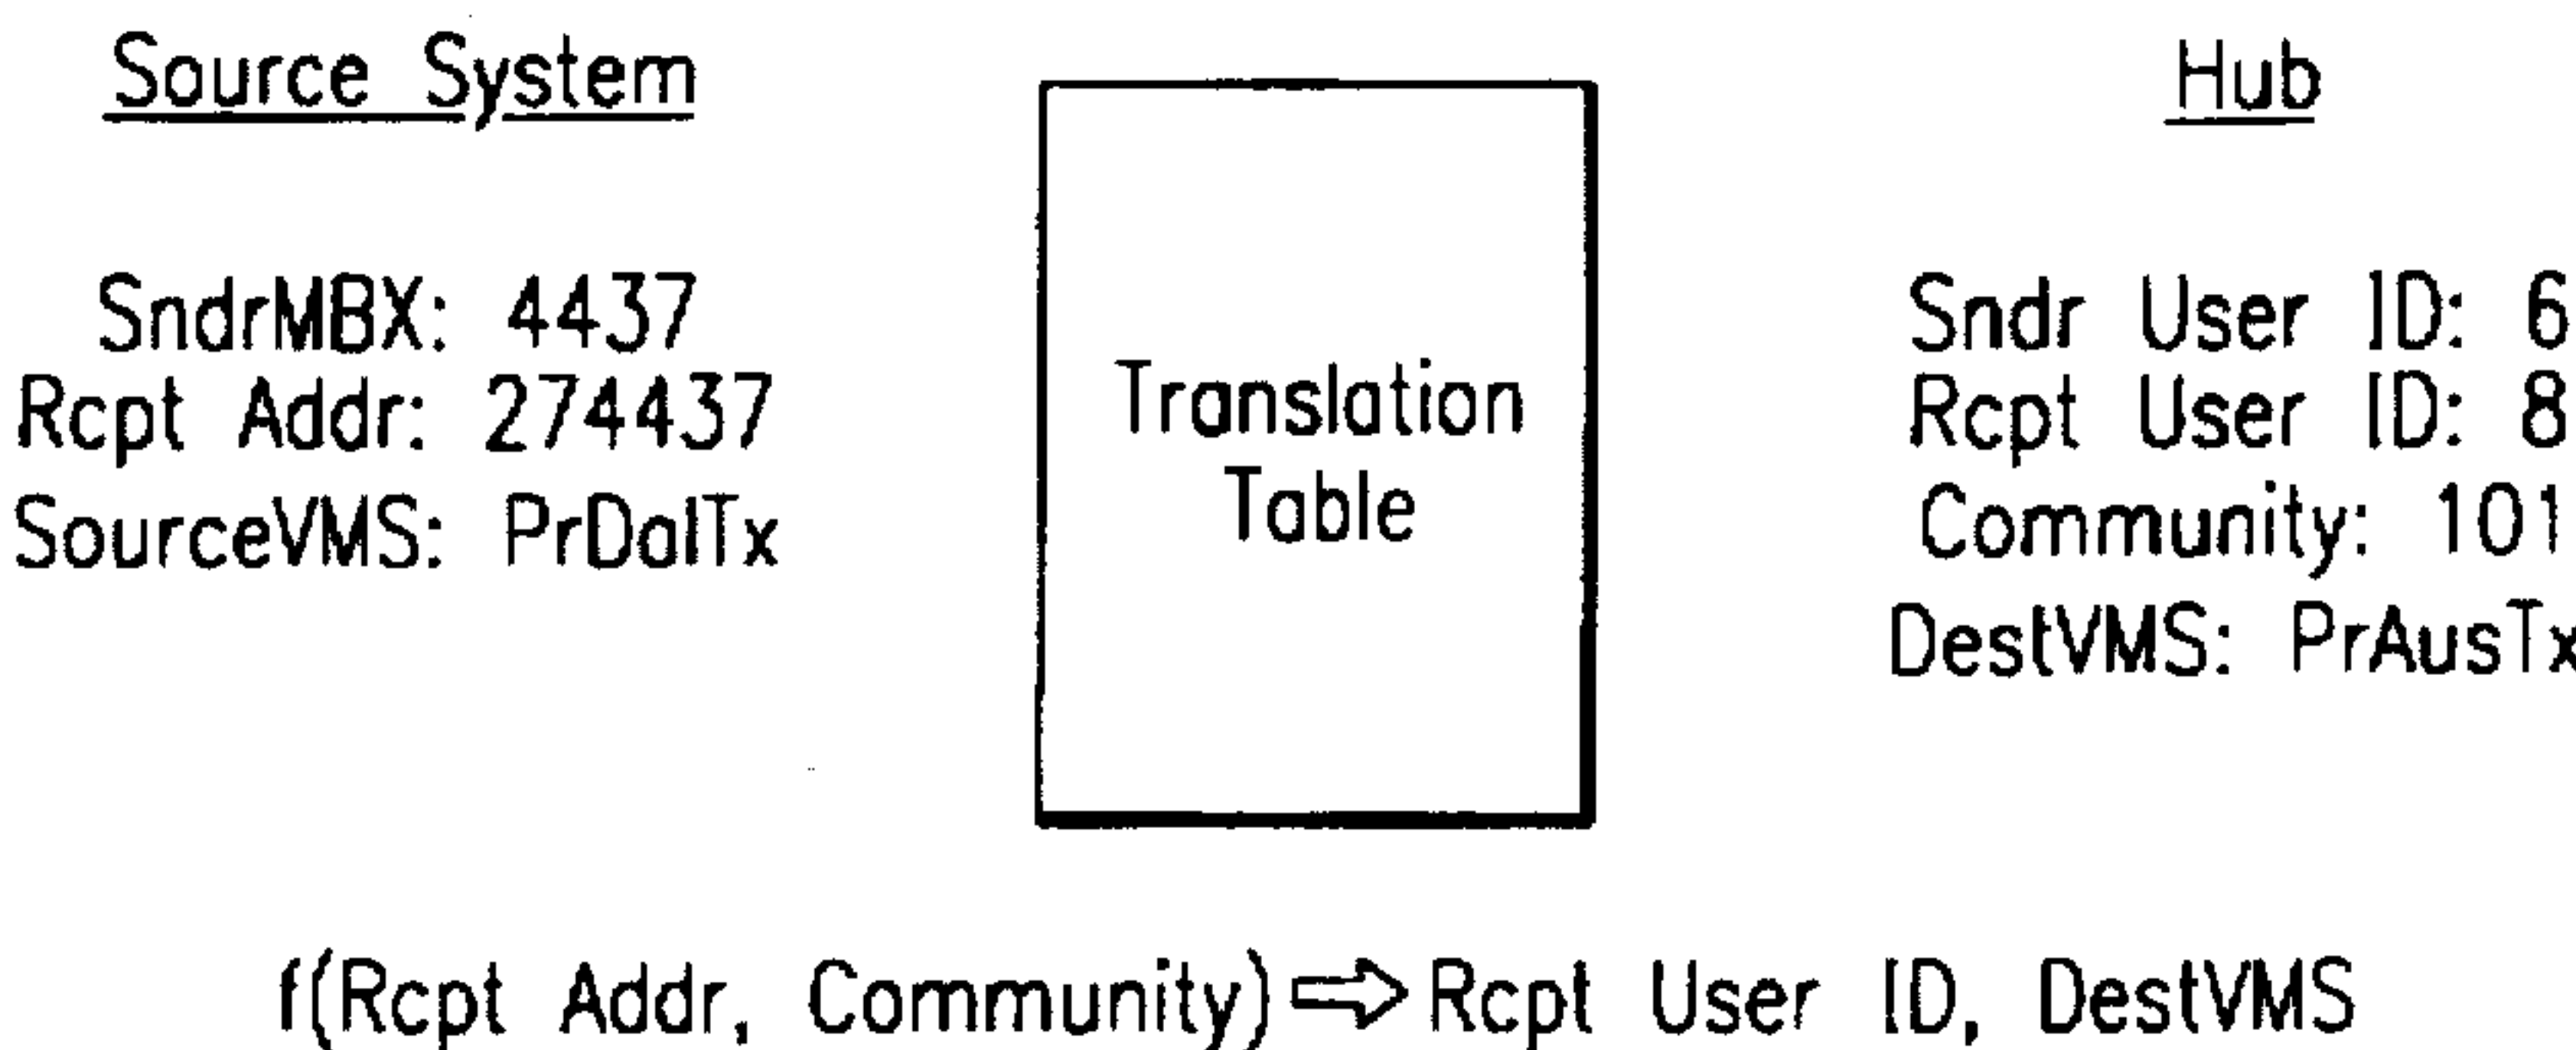 Source System
SndrMBX: 4437
Rcpt Addr: 274437
SourceVMS: PrDalTx
Translation
Table
Hub
Sndr User ID: 6
Rcpt User ID: 8
Community: 101
DestVMS: PrAusTx
f(Rcpt Addr, Community) ⇨ Rcpt User ID, DestVMS